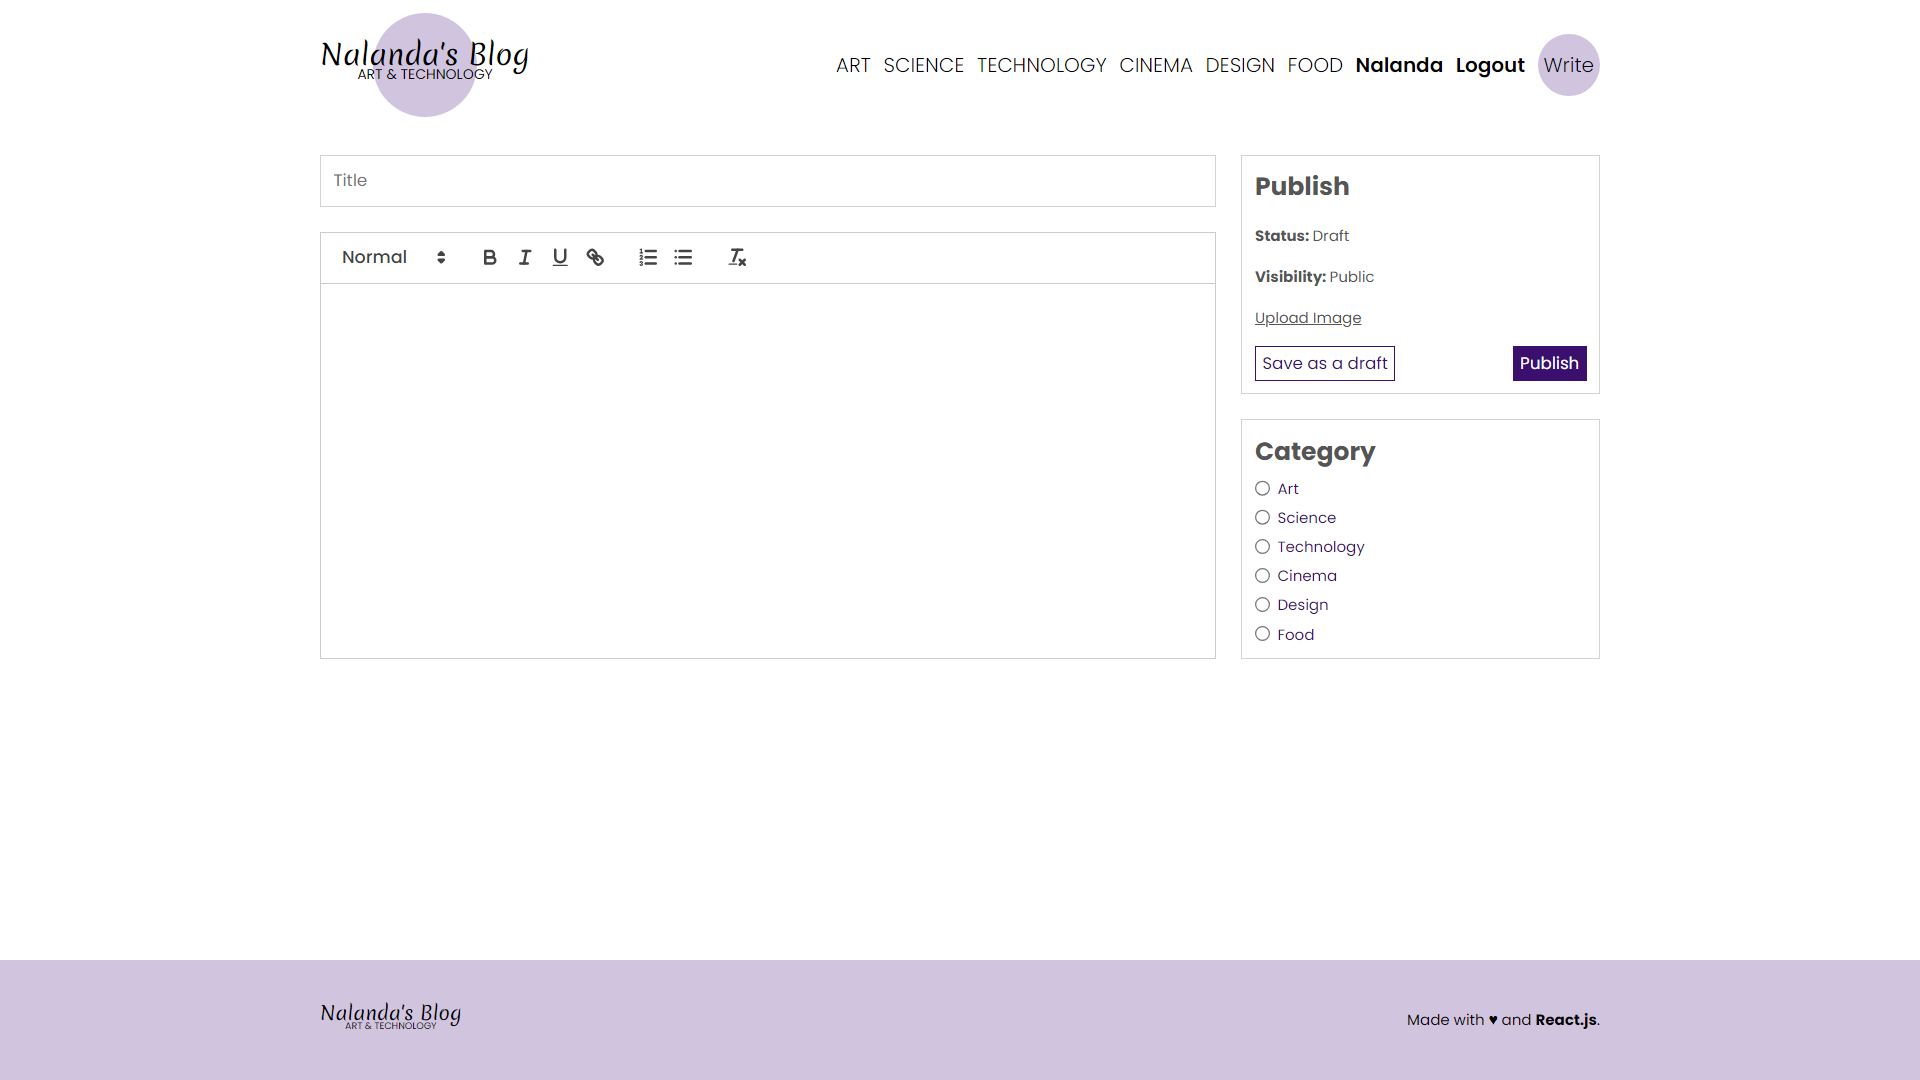 Nalanda's Blog
ART & TECHNOLOGY
ART SCIENCE TECHNOLOGY CINEMA DESIGN FOOD Nalanda Logout Write
Title
Normal
Publish
Status: Draft
Visibility: Public
Upload Image
Save as a draft
Publish
Category
Art
Science
Technology
Cinema
Design
Food
Nalanda's Blog
ART & TECHNOLOGY
Made with ♥ and React.js.